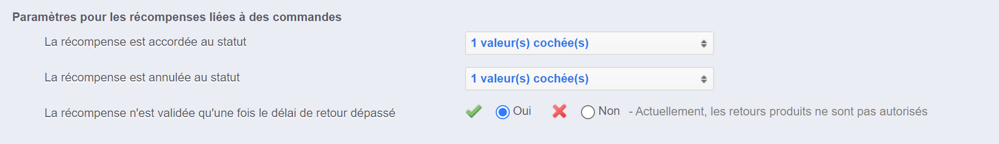 Paramètres pour les récompenses liées à des commandes
La récompense est accordée au statut 1 valeur(s) cochée(s)
La récompense est annulée au statut 1 valeur(s) cochée(s)
La récompense n'est validée qu'une fois le délai de retour dépassé Oui Non - Actuellement, les retours produits ne sont pas autorisés